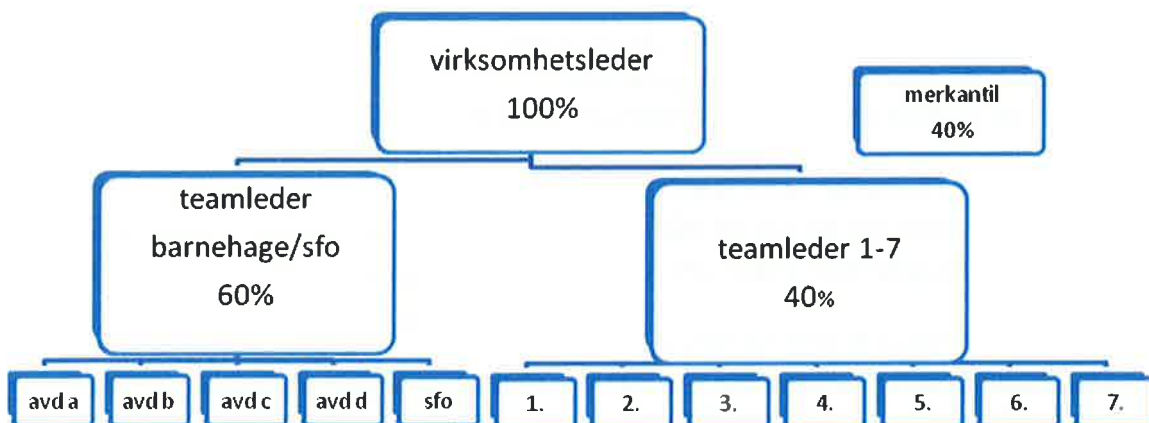 virksomhetsleder
100%
merkantil
40%
teamleder
barnehage/sfo
60%
teamleder 1-7
40%
avd a
avd b
avd c
avd d
sfo
1.
2.
3.
4.
5.
6.
7.